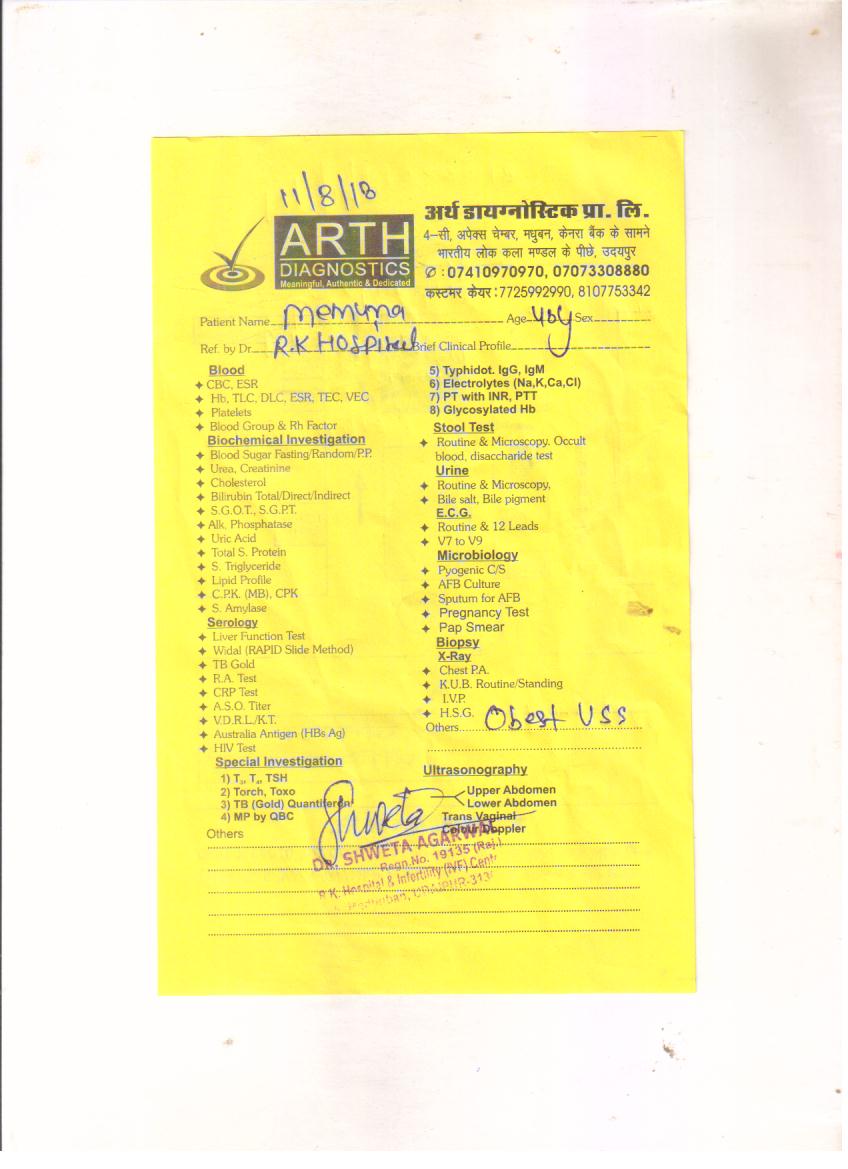 11/8/18
ARTH
DIAGNOSTICS
Meaningful, Authentic & Dedicated
अर्थ डायग्नोस्टिक प्रा. लि.
4–सी, अपेक्स चेम्बर, मधुबन, केनरा बैंक के सामने
भारतीय लोक कला मण्डल के पीछे, उदयपुर
✆ : 07410970970, 07073308880
कस्टमर केयर : 7725992990, 8107753342
Patient Name Memuna Age 40y Sex
Ref. by Dr. R.K HOSPital Brief Clinical Profile
Blood
CBC, ESR
Hb, TLC, DLC, ESR, TEC, VEC
Platelets
Blood Group & Rh Factor
Biochemical Investigation
Blood Sugar Fasting/Random/P.P.
Urea, Creatinine
Cholesterol
Bilirubin Total/Direct/Indirect
S.G.O.T., S.G.P.T.
Alk. Phosphatase
Uric Acid
Total S. Protein
S. Triglyceride
Lipid Profile
C.P.K. (MB), CPK
S. Amylase
Serology
Liver Function Test
Widal (RAPID Slide Method)
TB Gold
R.A. Test
CRP Test
A.S.O. Titer
V.D.R.L./K.T.
Australia Antigen (HBs Ag)
HIV Test
Special Investigation
1) T₃, T₄, TSH
2) Torch, Toxo
3) TB (Gold) Quantiferon
4) MP by QBC
Others
5) Typhidot. IgG, IgM
6) Electrolytes (Na,K,Ca,Cl)
7) PT with INR, PTT
8) Glycosylated Hb
Stool Test
Routine & Microscopy. Occult
blood, disaccharide test
Urine
Routine & Microscopy,
Bile salt, Bile pigment
E.C.G.
Routine & 12 Leads
V7 to V9
Microbiology
Pyogenic C/S
AFB Culture
Sputum for AFB
Pregnancy Test
Pap Smear
Biopsy
X-Ray
Chest P.A.
K.U.B. Routine/Standing
I.V.P.
H.S.G.
Others Obest USS
Ultrasonography
Upper Abdomen
Lower Abdomen
Trans Vaginal
Colour Doppler
Shweta
DR. SHWETA AGARWAL
Regn.No. 19135 (Raj.)
R.K. Hospital & Infertility (IVF) Centr
UDAIPUR-313